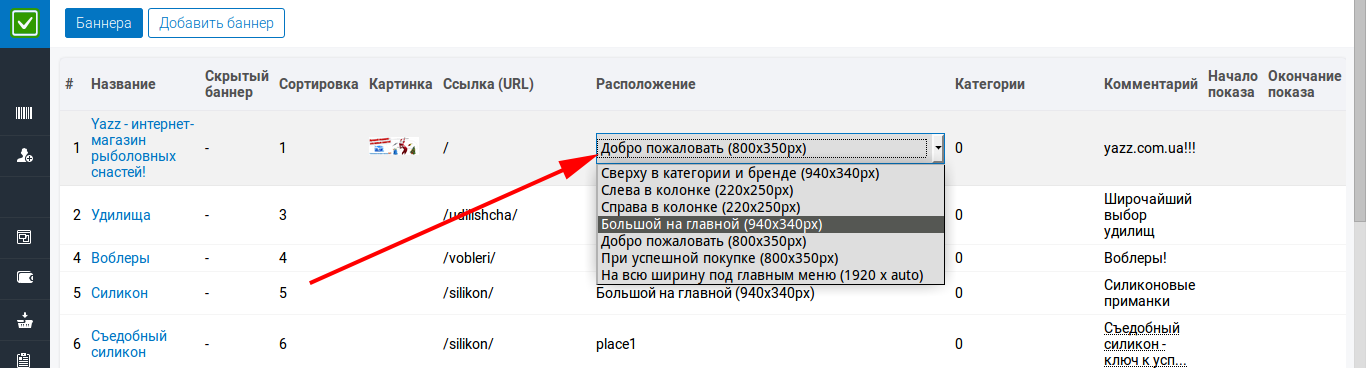 Баннера Добавить баннер
# Название Скрытый баннер Сортировка Картинка Ссылка (URL) Расположение Категории Комментарий Начало показа Окончание показа
1 Yazz - интернет-магазин рыболовных снастей! - 1 / Добро пожаловать (800x350px) 0 yazz.com.ua!!!
Сверху в категории и бренде (940x340px)
Слева в колонке (220x250px)
Справа в колонке (220x250px)
Большой на главной (940x340px)
Добро пожаловать (800x350px)
При успешной покупке (800x350px)
На всю ширину под главным меню (1920 x auto)
2 Удилища - 3 /udilishcha/ 0 Широчайший выбор удилищ
4 Воблеры - 4 /vobleri/ 0 Воблеры!
5 Силикон - 5 /silikon/ Большой на главной (940x340px) 0 Силиконовые приманки
6 Съедобный силикон - 6 /silikon/ place1 0 Съедобный силикон - ключ к усп...